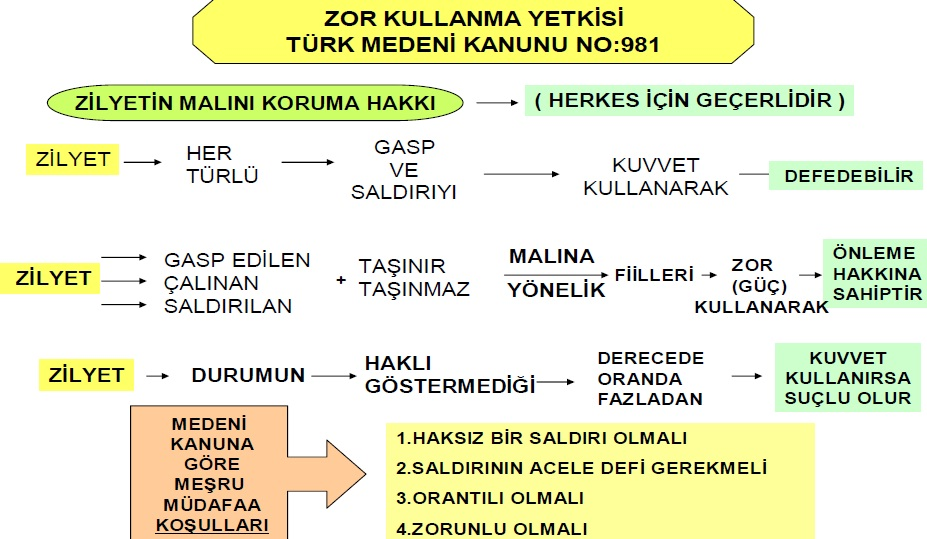 ZOR KULLANMA YETKİSİ
TÜRK MEDENİ KANUNU NO:981
ZİLYETİN MALINI KORUMA HAKKI
( HERKES İÇİN GEÇERLİDİR )
ZİLYET
HER
TÜRLÜ
GASP
VE
SALDIRIYI
KUVVET
KULLANARAK
DEFEDEBİLİR
ZİLYET
GASP EDİLEN
ÇALINAN
SALDIRILAN
+
TAŞINIR
TAŞINMAZ
MALINA
YÖNELİK
FİİLLERİ
ZOR
(GÜÇ)
KULLANARAK
ÖNLEME
HAKKINA
SAHİPTİR
ZİLYET
DURUMUN
HAKLI
GÖSTERMEDİĞİ
DERECEDE
ORANDA
FAZLADAN
KUVVET
KULLANIRSA
SUÇLU OLUR
MEDENİ
KANUNA
GÖRE
MEŞRU
MÜDAFAA
KOŞULLARI
1.HAKSIZ BİR SALDIRI OLMALI
2.SALDIRININ ACELE DEFİ GEREKMELİ
3.ORANTILI OLMALI
4.ZORUNLU OLMALI